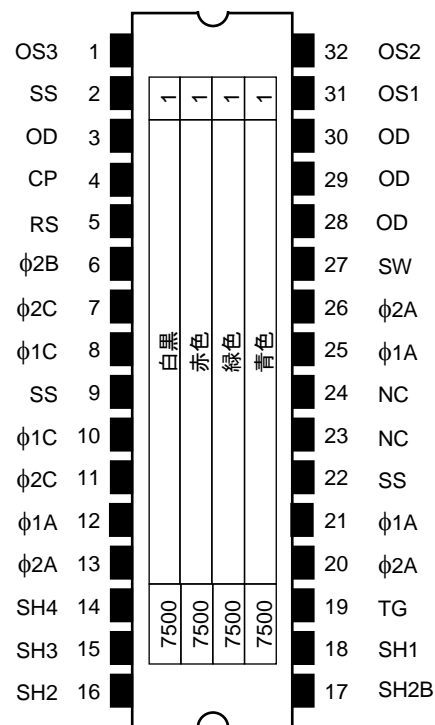 OS3 1 32 OS2
SS 2 31 OS1
OD 3 30 OD
CP 4 29 OD
RS 5 28 OD
ϕ2B 6 27 SW
ϕ2C 7 26 ϕ2A
ϕ1C 8 25 ϕ1A
SS 9 24 NC
ϕ1C 10 23 NC
ϕ2C 11 22 SS
ϕ1A 12 21 ϕ1A
ϕ2A 13 20 ϕ2A
SH4 14 19 TG
SH3 15 18 SH1
SH2 16 17 SH2B
1 1 1 1
白黒 赤色 緑色 青色
7500 7500 7500 7500